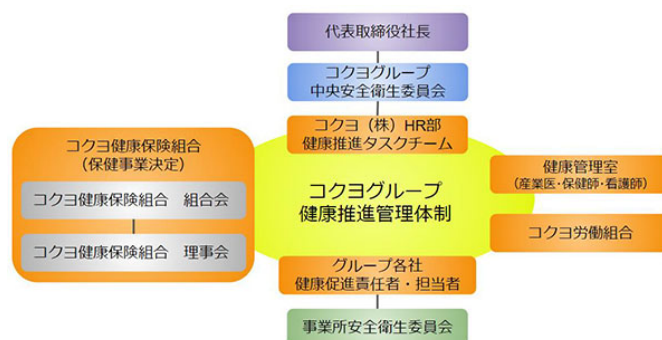 代表取締役社長
コクヨグループ
中央安全衛生委員会
コクヨ（株）HR部
健康推進タスクチーム
コクヨ健康保険組合
（保健事業決定）
コクヨ健康保険組合　組合会
コクヨ健康保険組合　理事会
コクヨグループ
健康推進管理体制
健康管理室
（産業医・保健師・看護師）
コクヨ労働組合
グループ各社
健康促進責任者・担当者
事業所安全衛生委員会